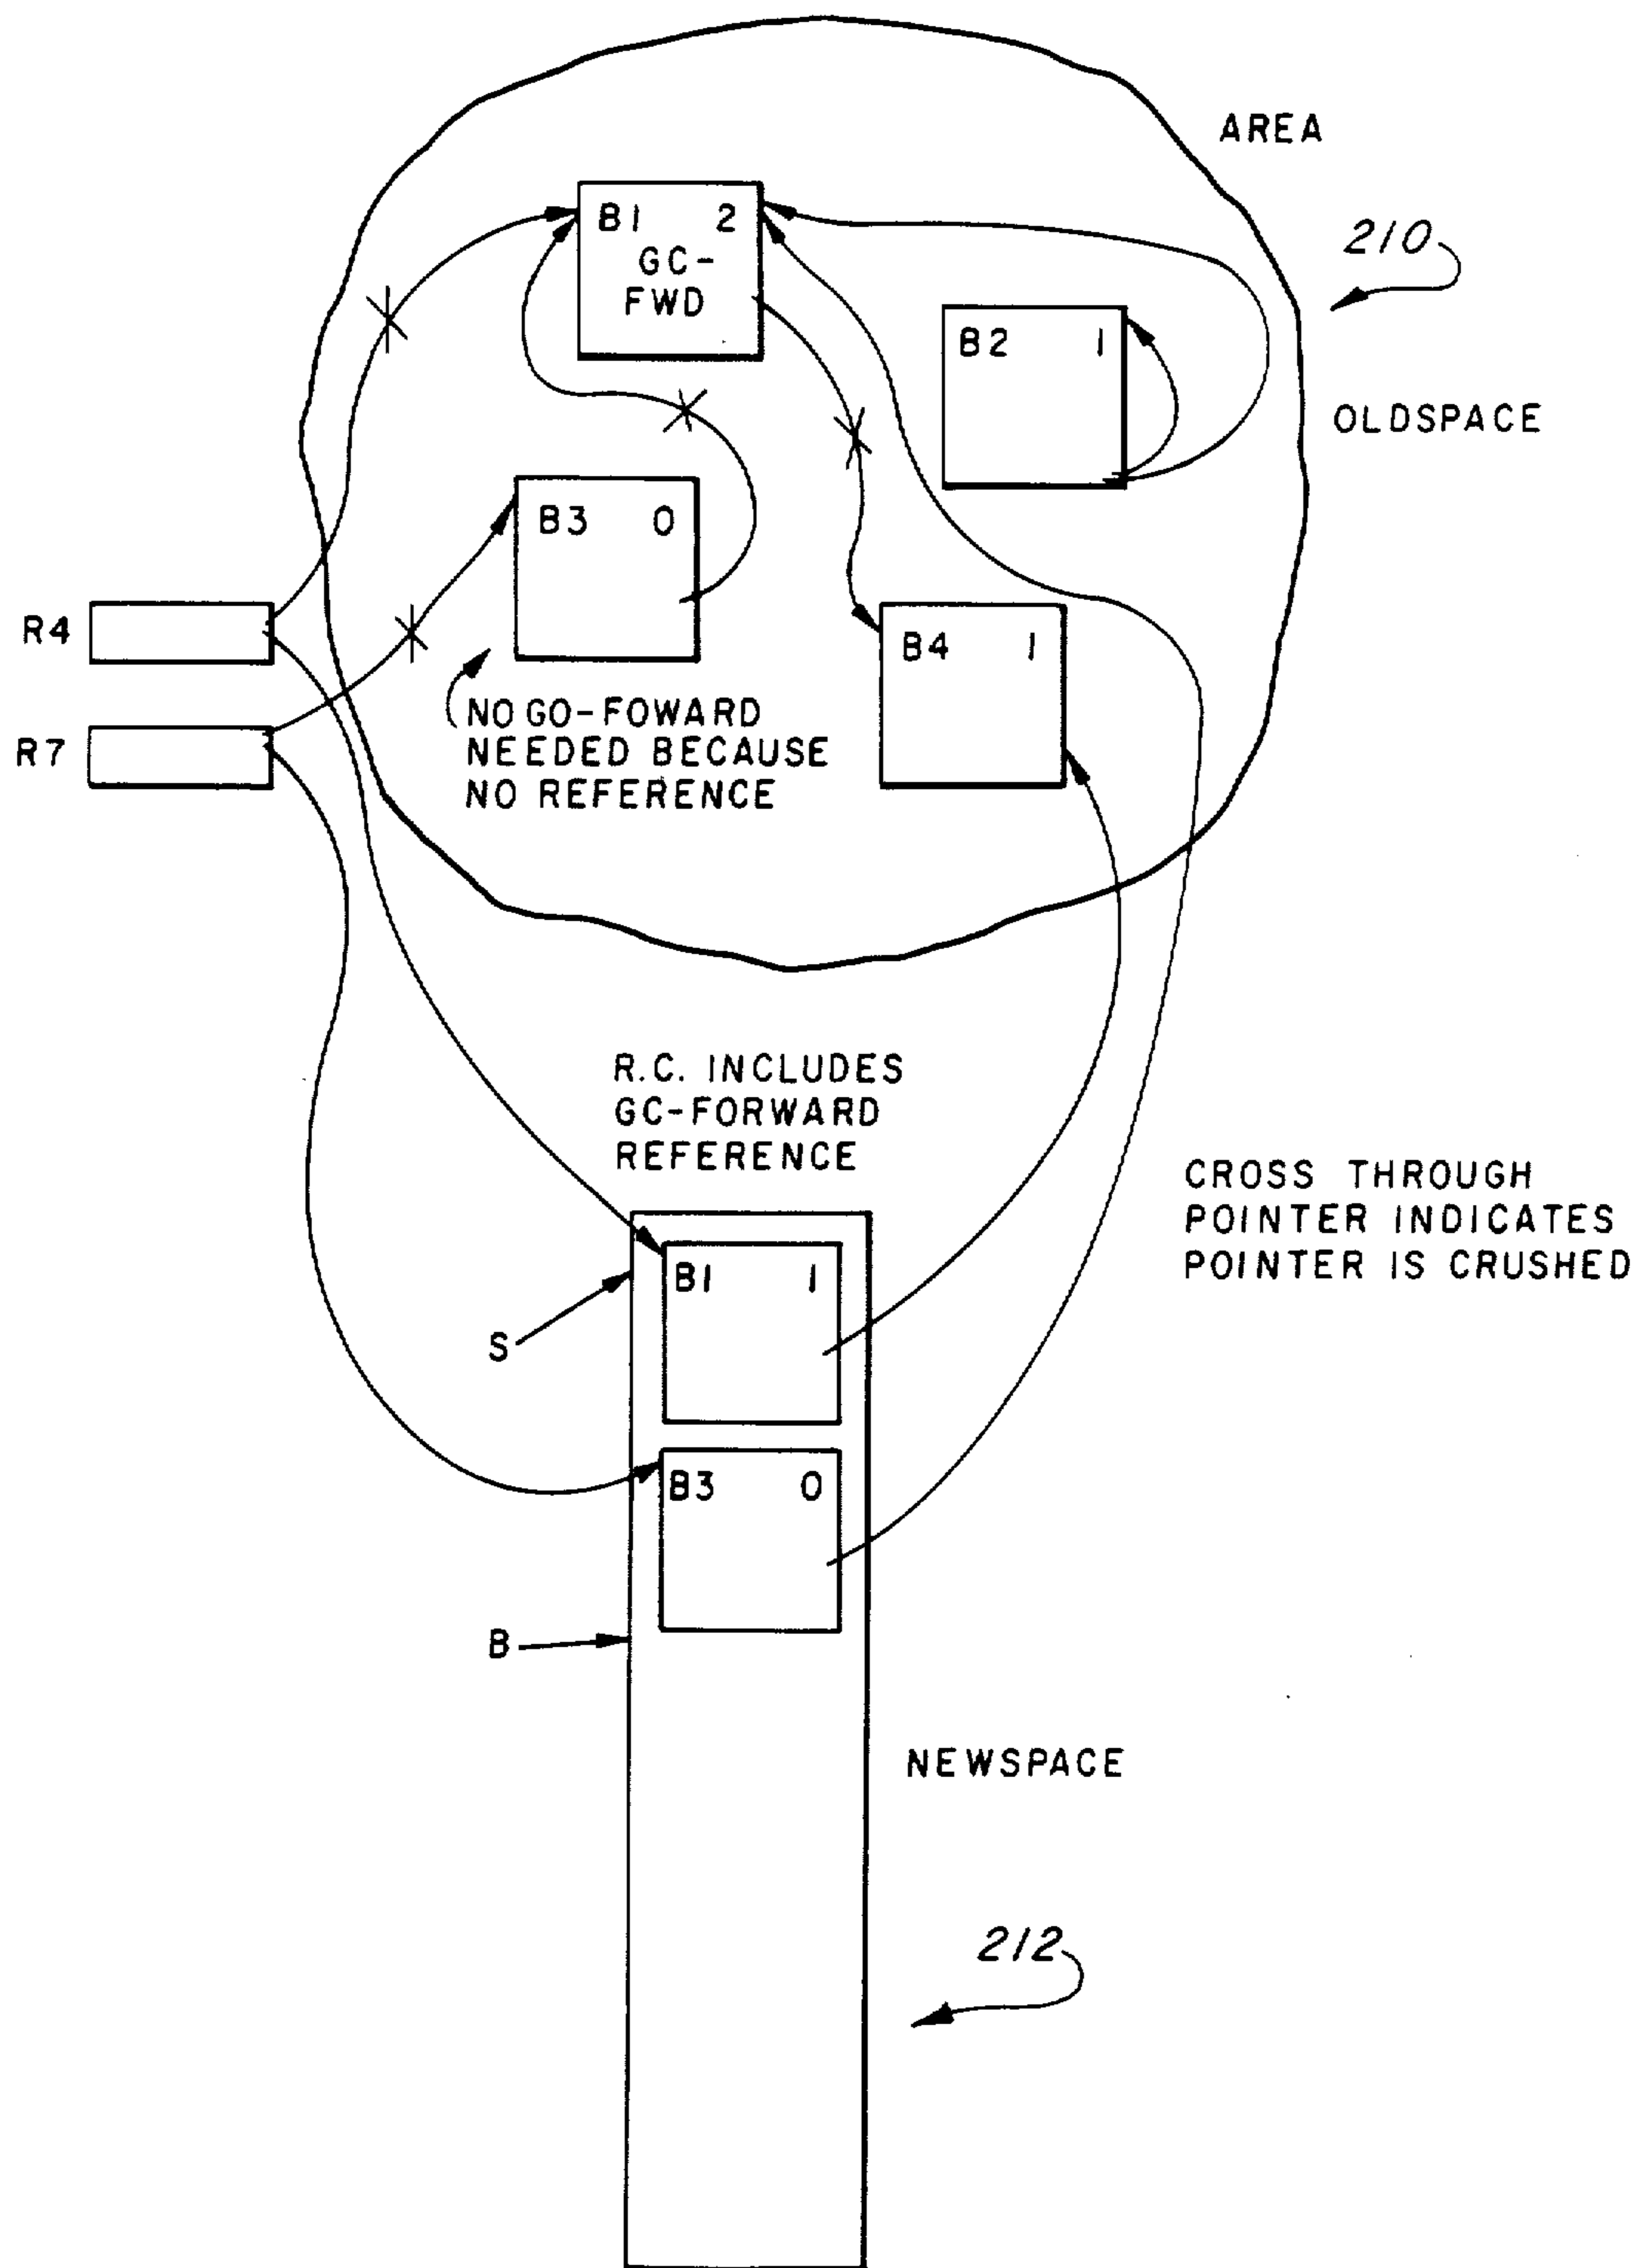 AREA
210
B1 2
GC-
FWD
B2 1
OLDSPACE
B3 0
R4
B4 1
R7
NO GO-FOWARD
NEEDED BECAUSE
NO REFERENCE
R.C. INCLUDES
GC-FORWARD
REFERENCE
CROSS THROUGH
POINTER INDICATES
POINTER IS CRUSHED
B1 1
S
B3 0
B
NEWSPACE
212